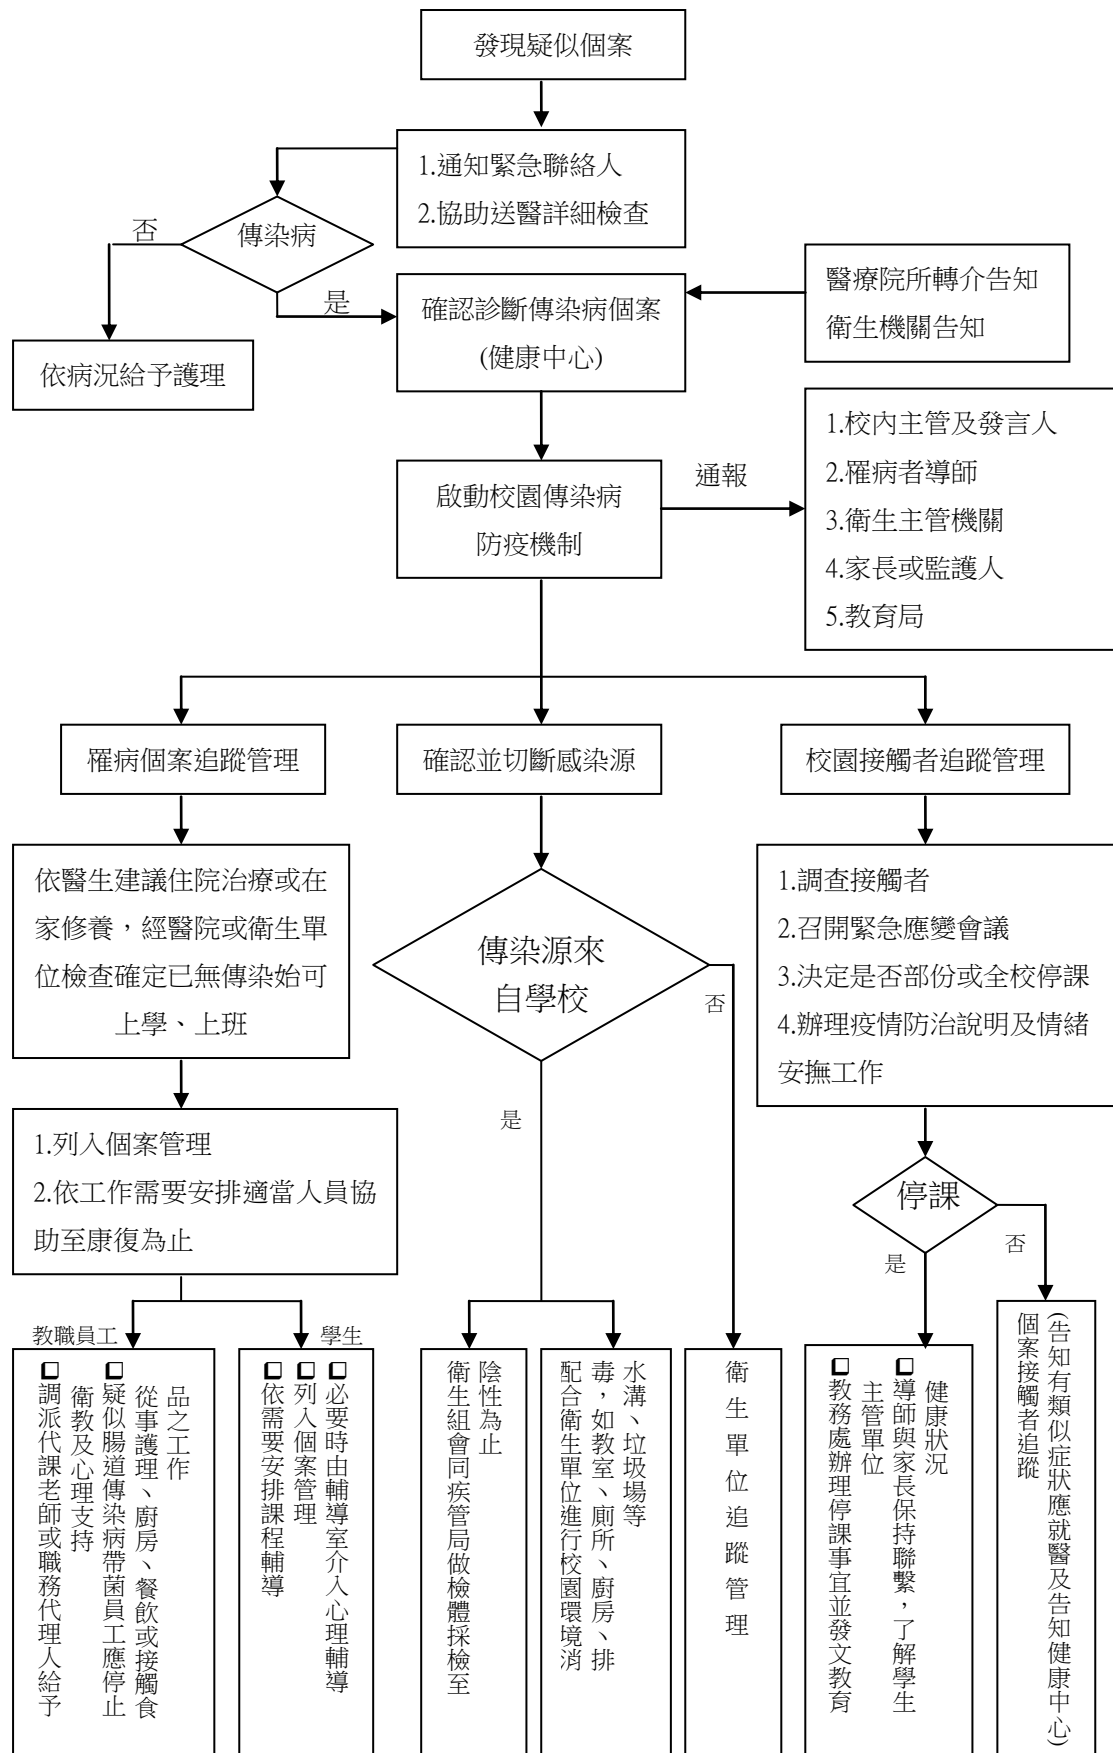 發現疑似個案
1.通知緊急聯絡人
2.協助送醫詳細檢查
傳染病
否
是
醫療院所轉介告知
衛生機關告知
確認診斷傳染病個案
(健康中心)
依病況給予護理
啟動校園傳染病
防疫機制
通報
1.校內主管及發言人
2.罹病者導師
3.衛生主管機關
4.家長或監護人
5.教育局
罹病個案追蹤管理
確認並切斷感染源
校園接觸者追蹤管理
依醫生建議住院治療或在
家修養，經醫院或衛生單
位檢查確定已無傳染始可
上學、上班
傳染源來
自學校
否
是
1.調查接觸者
2.召開緊急應變會議
3.決定是否部份或全校停課
4.辦理疫情防治說明及情緒
安撫工作
1.列入個案管理
2.依工作需要安排適當人員協
助至康復為止
停課
否
是
教職員工
學生
❑調派代課老師或職務代理人給予
衛教及心理支持
❑疑似腸道傳染病帶菌員工應停止
從事護理、廚房、餐飲或接觸食
品之工作
❑依需要安排課程輔導
❑列入個案管理
❑必要時由輔導室介入心理輔導
衛生組會同疾管局做檢體採檢至
陰性為止
配合衛生單位進行校園環境消
毒，如教室、廁所、廚房、排
水溝、垃圾場等
衛生單位追蹤管理
❑教務處辦理停課事宜並發文教育
主管單位
❑導師與家長保持聯繫，了解學生
健康狀況
個案接觸者追蹤
(告知有類似症狀應就醫及告知健康中心)